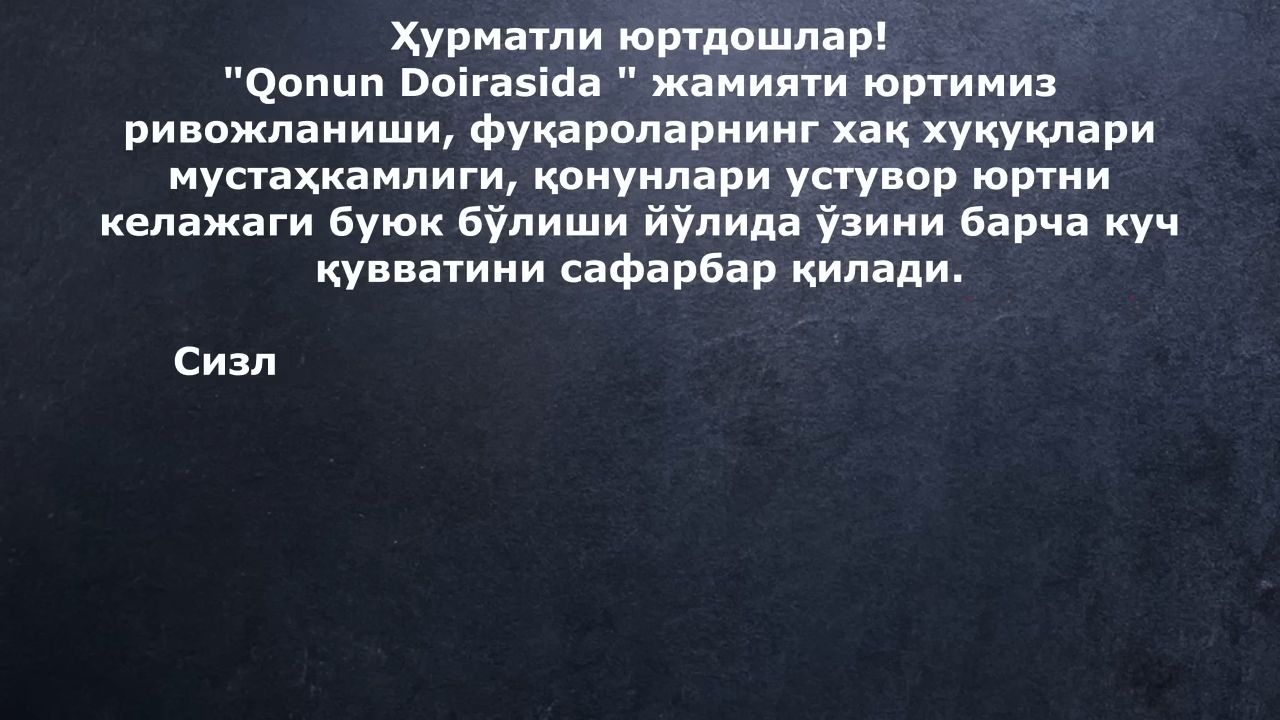 Ҳурматли юртдошлар!
"Qonun Doirasida " жамияти юртимиз
ривожланиши, фуқароларнинг хақ хуқуқлари
мустаҳкамлиги, қонунлари устувор юртни
келажаги буюк бўлиши йўлида ўзини барча куч
қувватини сафарбар қилади.
Сизл